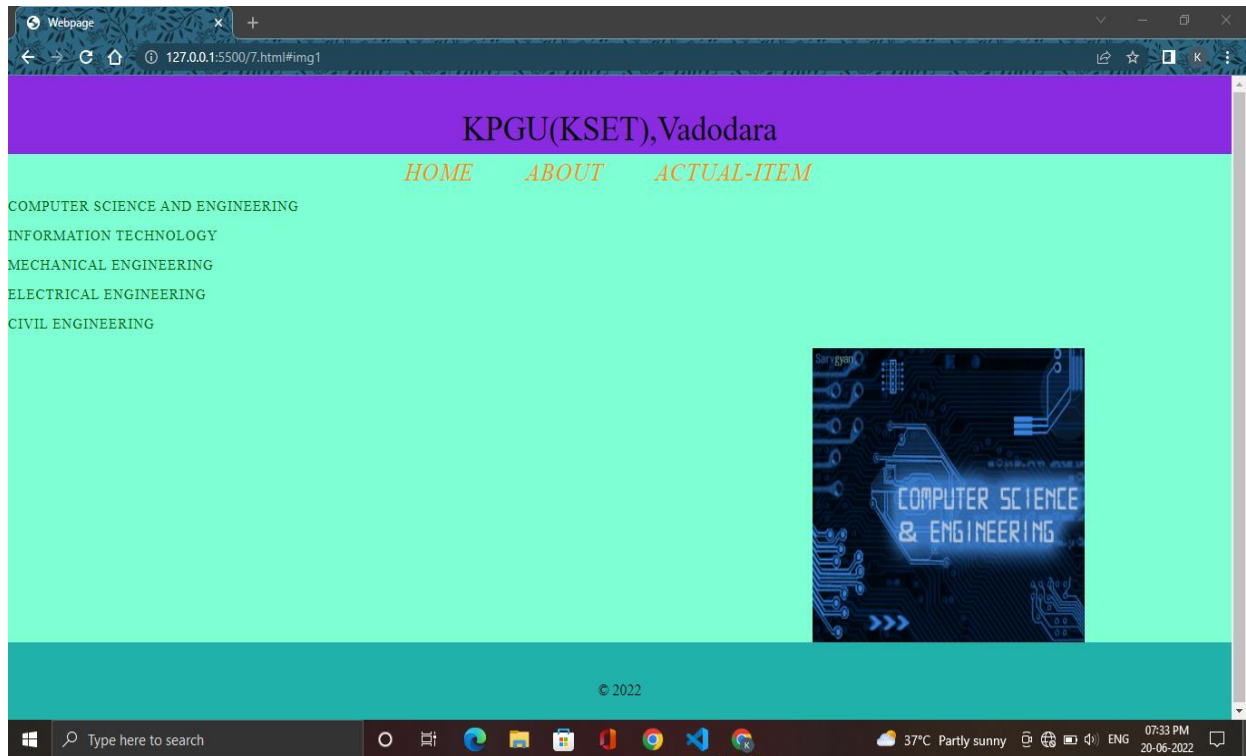 Webpage
127.0.0.1:5500/7.html#img1
K
KPGU(KSET),Vadodara
HOME ABOUT ACTUAL-ITEM
COMPUTER SCIENCE AND ENGINEERING
INFORMATION TECHNOLOGY
MECHANICAL ENGINEERING
ELECTRICAL ENGINEERING
CIVIL ENGINEERING
Sarvgyan
COMPUTER SCIENCE
& ENGINEERING
© 2022
Type here to search
37°C Partly sunny
ENG
07:33 PM
20-06-2022